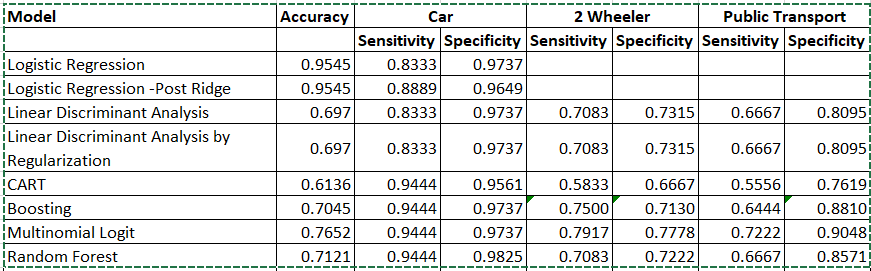 Model Accuracy Car 2 Wheeler Public Transport
Sensitivity Specificity Sensitivity Specificity Sensitivity Specificity
Logistic Regression 0.9545 0.8333 0.9737
Logistic Regression -Post Ridge 0.9545 0.8889 0.9649
Linear Discriminant Analysis 0.697 0.8333 0.9737 0.7083 0.7315 0.6667 0.8095
Linear Discriminant Analysis by
Regularization 0.697 0.8333 0.9737 0.7083 0.7315 0.6667 0.8095
CART 0.6136 0.9444 0.9561 0.5833 0.6667 0.5556 0.7619
Boosting 0.7045 0.9444 0.9737 0.7500 0.7130 0.6444 0.8810
Multinomial Logit 0.7652 0.9444 0.9737 0.7917 0.7778 0.7222 0.9048
Random Forest 0.7121 0.9444 0.9825 0.7083 0.7222 0.6667 0.8571